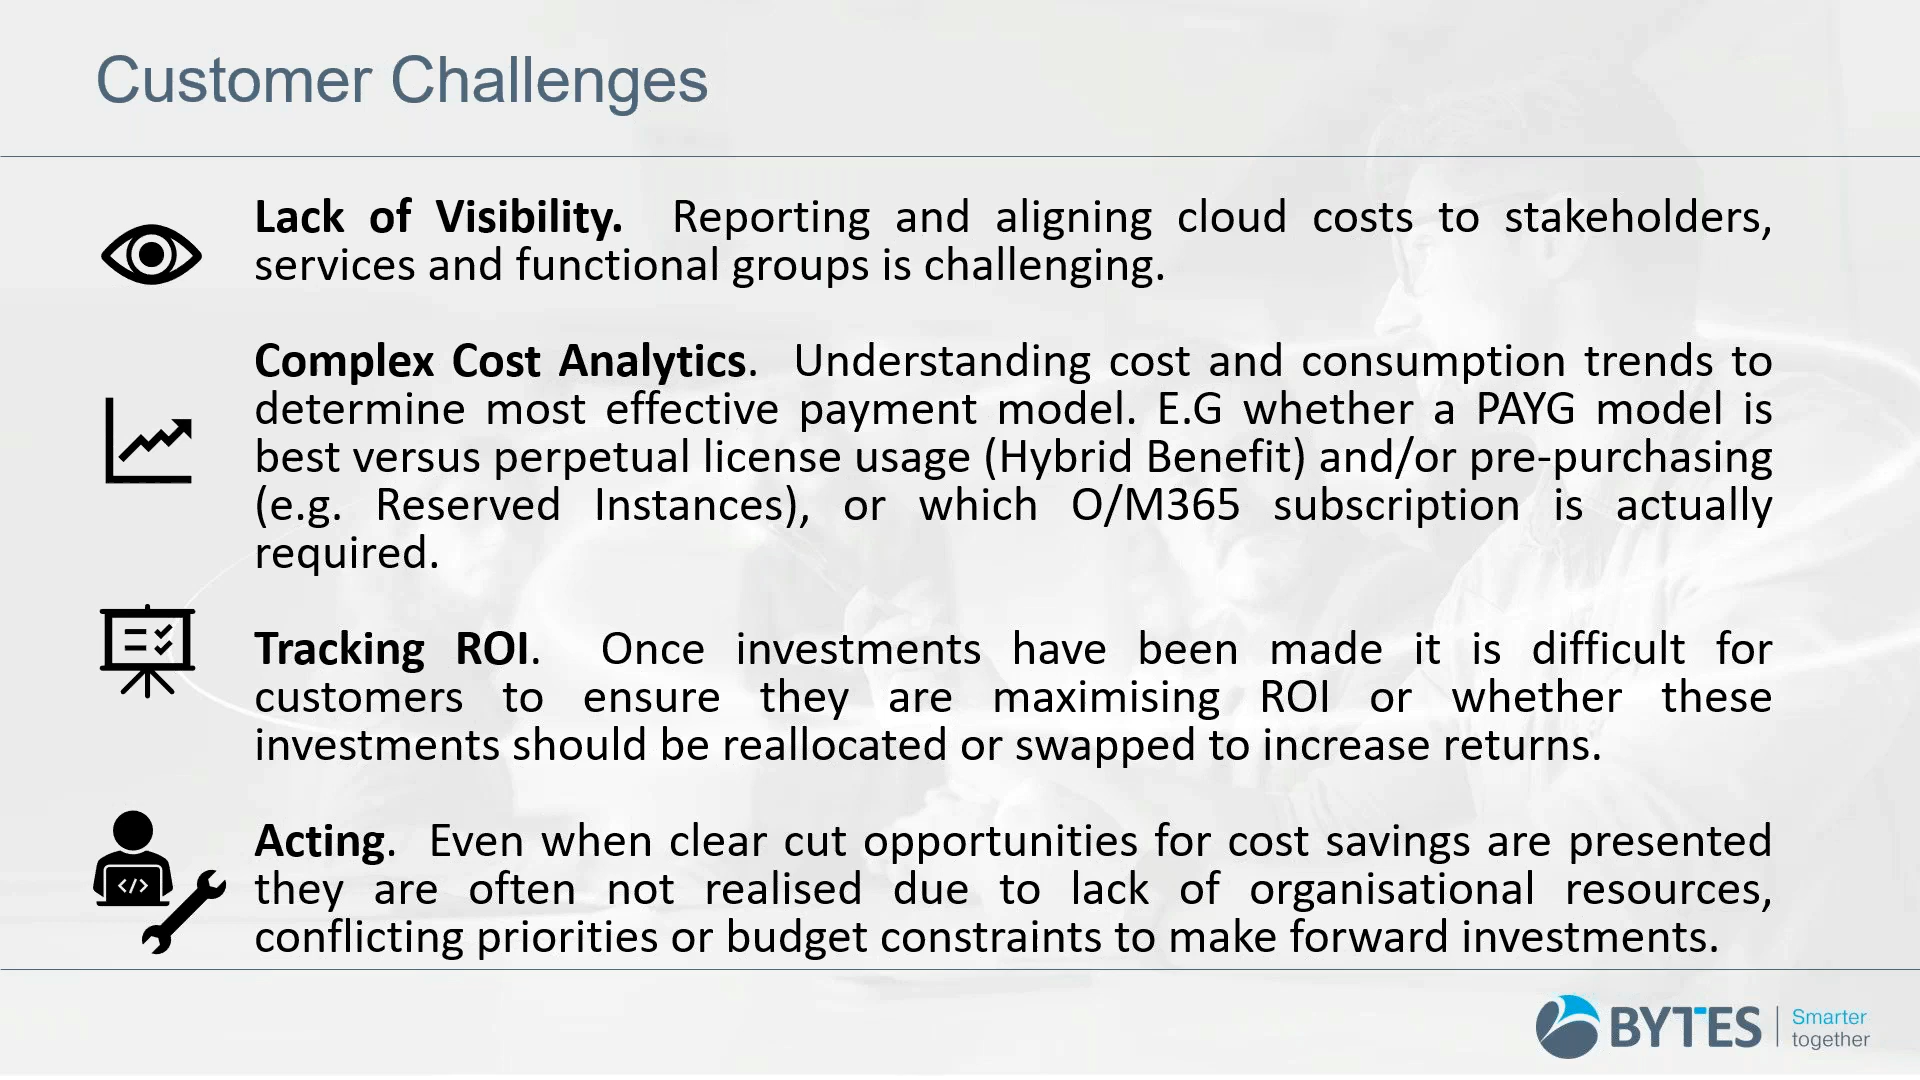 Customer Challenges
Lack of Visibility. Reporting and aligning cloud costs to stakeholders,
services and functional groups is challenging.
Complex Cost Analytics. Understanding cost and consumption trends to
determine most effective payment model. E.G whether a PAYG model is
best versus perpetual license usage (Hybrid Benefit) and/or pre-purchasing
(e.g. Reserved Instances), or which O/M365 subscription is actually
required.
Tracking ROI. Once investments have been made it is difficult for
customers to ensure they are maximising ROI or whether these
investments should be reallocated or swapped to increase returns.
Acting. Even when clear cut opportunities for cost savings are presented
they are often not realised due to lack of organisational resources,
conflicting priorities or budget constraints to make forward investments.
</>
BYTES
Smarter
together